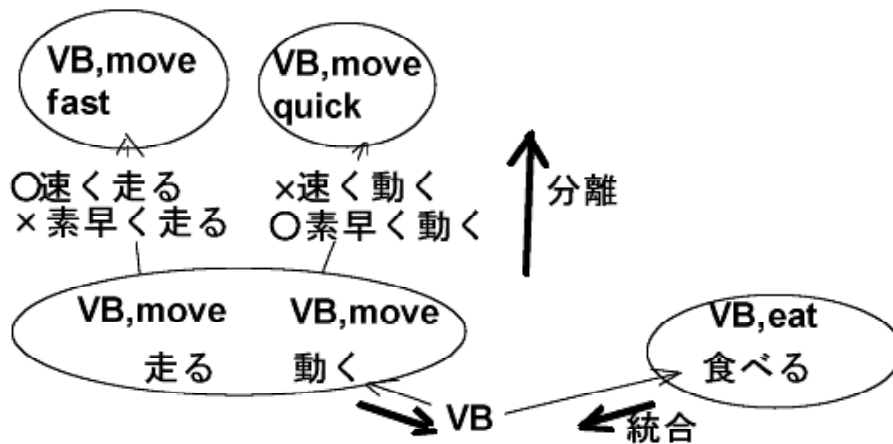 VB,move
fast
VB,move
quick
○速く走る
×素早く走る
×速く動く
○素早く動く
分離
VB,move
走る
VB,move
動く
VB,eat
食べる
VB
統合